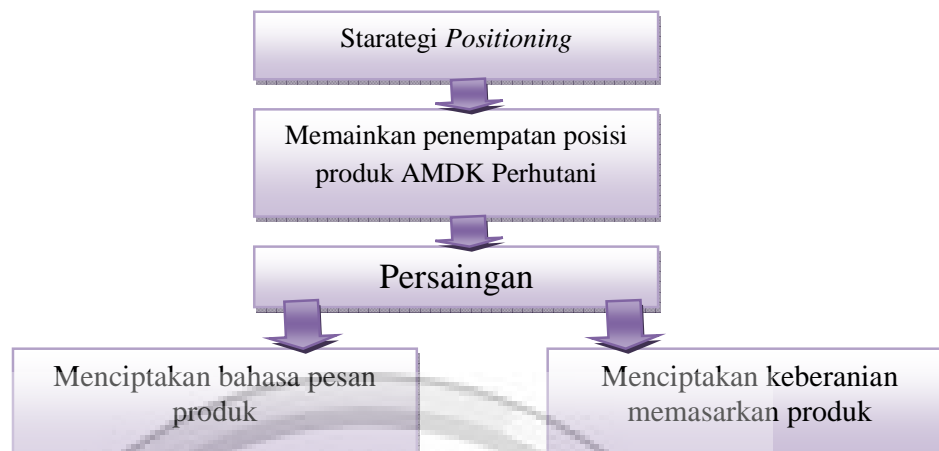 Starategi Positioning
Memainkan penempatan posisi
produk AMDK Perhutani
Persaingan
Menciptakan bahasa pesan
produk
Menciptakan keberanian
memasarkan produk